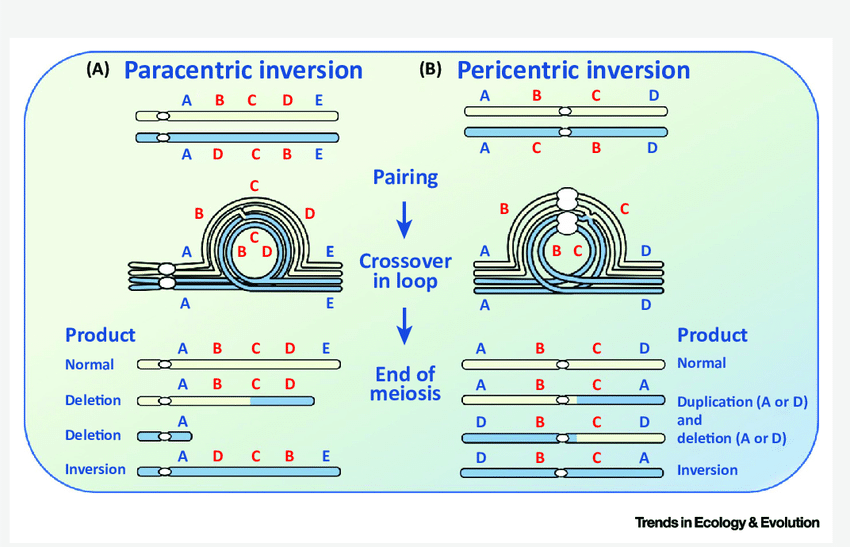 (A) Paracentric inversion
A B C D E
A D C B E
C
B D
C
B D
A E
A E
Product
Normal
A B C D E
Deletion
A B C D
Deletion
A
Inversion
A D C B E
Pairing
Crossover
in loop
End of
meiosis
(B) Pericentric inversion
A B C D
A C B D
B C
B C
A D
A D
Product
A B C D
Normal
A B C A
Duplication (A or D)
and
deletion (A or D)
D B C D
D B C A
Inversion
Trends in Ecology & Evolution